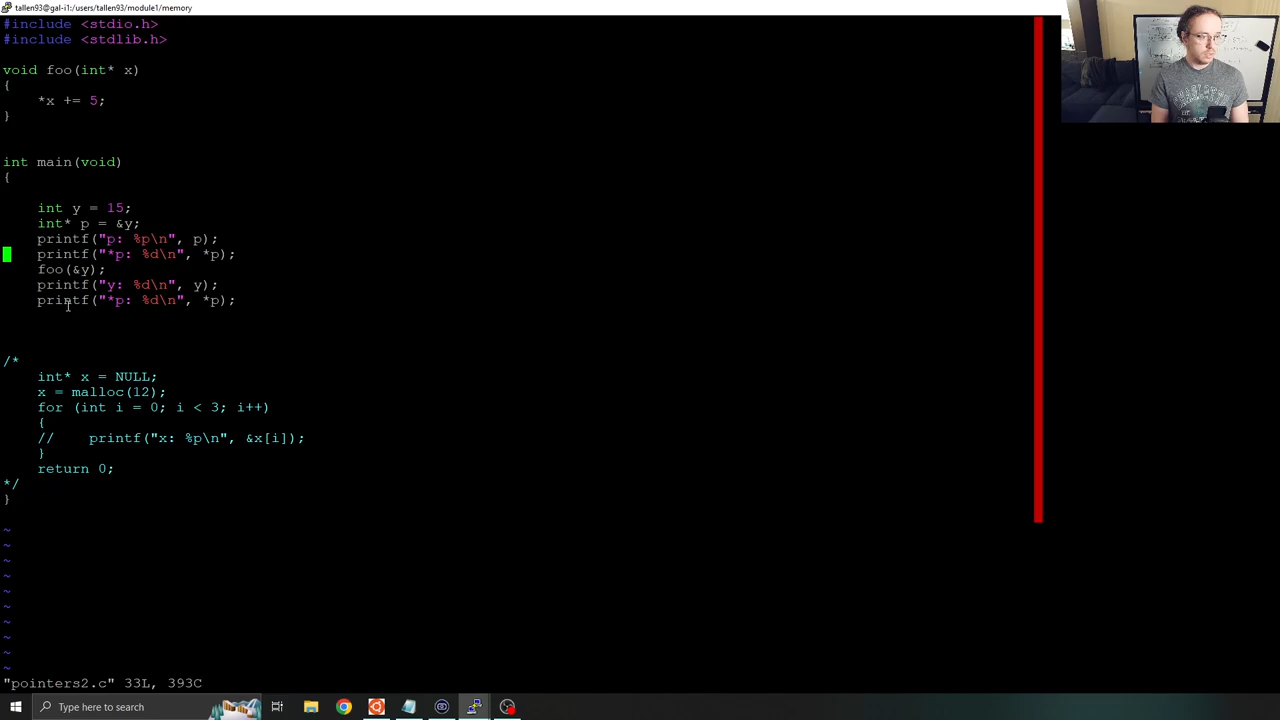 tallen93@gal-i1:/users/tallen93/module1/memory
#include <stdio.h>
#include <stdlib.h>
void foo(int* x)
{
    *x += 5;
}
int main(void)
{
    int y = 15;
    int* p = &y;
    printf("p: %p\n", p);
    printf("*p: %d\n", *p);
    foo(&y);
    printf("y: %d\n", y);
    printf("*p: %d\n", *p);
/*
    int* x = NULL;
    x = malloc(12);
    for (int i = 0; i < 3; i++)
    {
    //    printf("x: %p\n", &x[i]);
    }
    return 0;
*/
}
~
~
~
~
~
~
~
~
~
~
"pointers2.c" 33L, 393C
Type here to search